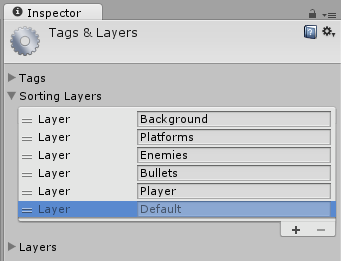 Inspector
Tags & Layers
Tags
Sorting Layers
Layer Background
Layer Platforms
Layer Enemies
Layer Bullets
Layer Player
Layer Default
Layers